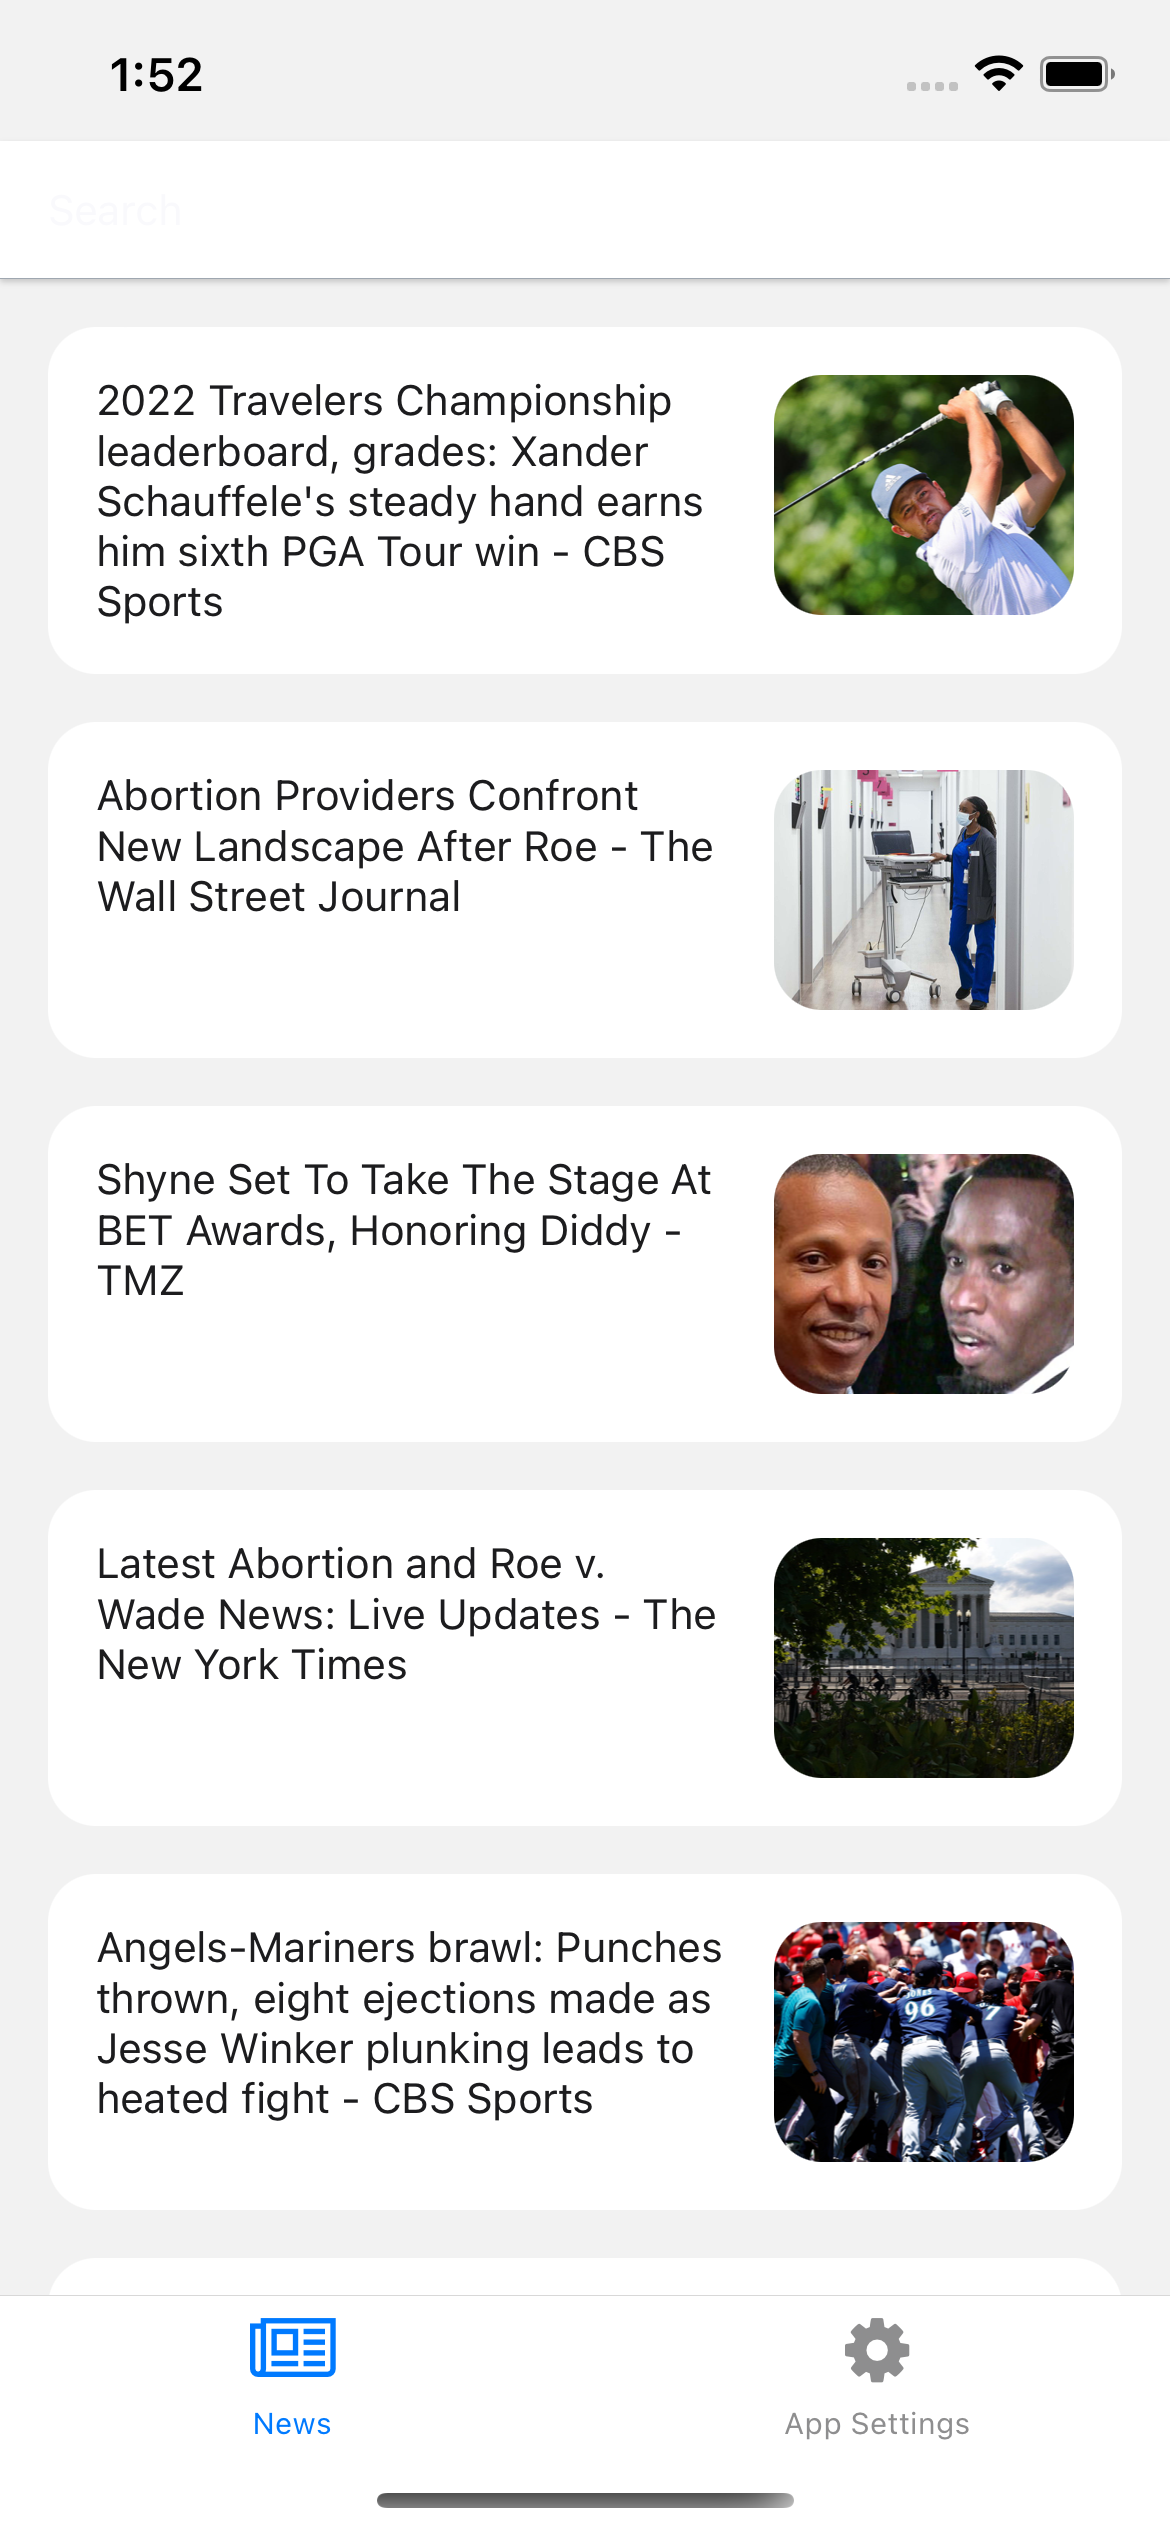 1:52
Search
2022 Travelers Championship
leaderboard, grades: Xander
Schauffele's steady hand earns
him sixth PGA Tour win - CBS
Sports
Abortion Providers Confront
New Landscape After Roe - The
Wall Street Journal
Shyne Set To Take The Stage At
BET Awards, Honoring Diddy -
TMZ
Latest Abortion and Roe v.
Wade News: Live Updates - The
New York Times
Angels-Mariners brawl: Punches
thrown, eight ejections made as
Jesse Winker plunking leads to
heated fight - CBS Sports
96
7
News
App Settings